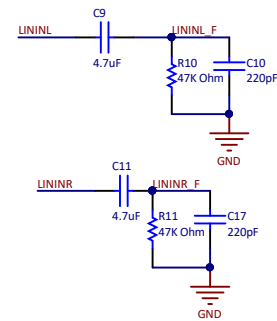 C9
LININL
LININL_F
4.7uF
R10
47K Ohm
C10
220pF
GND
C11
LININR
LININR_F
4.7uF
R11
47K Ohm
C17
220pF
GND